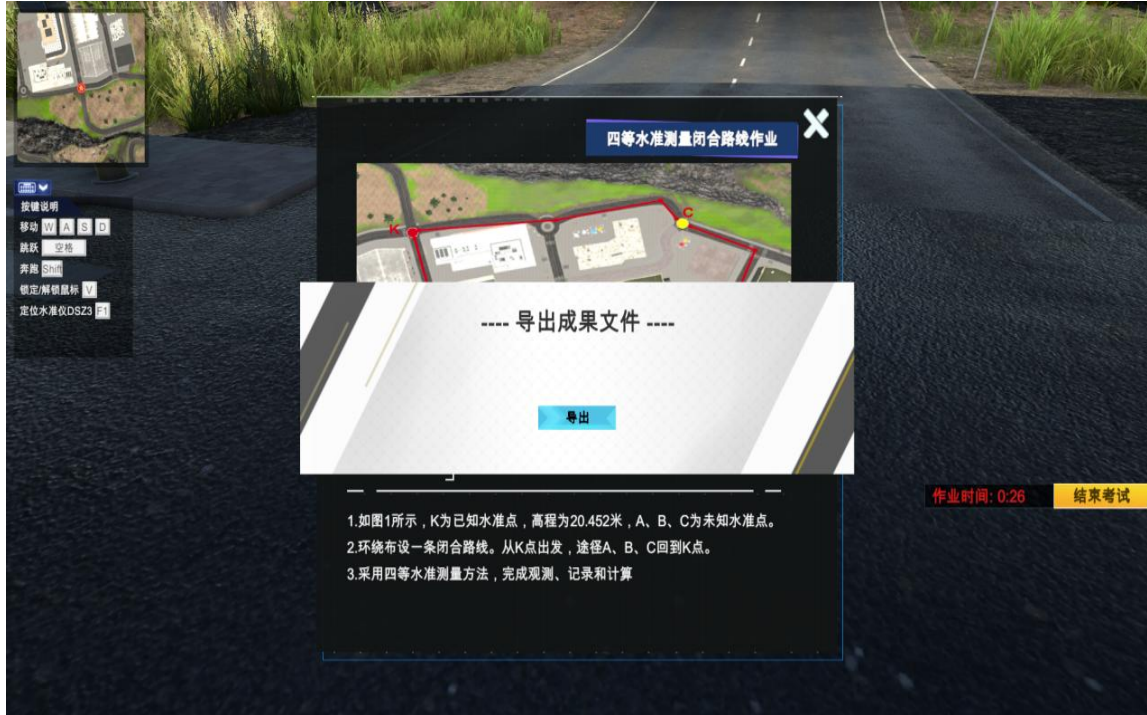 四等水准测量闭合路线作业
按键说明
移动 W A S D
跳跃 空格
奔跑 Shift
锁定/解锁鼠标 V
定位水准仪DSZ3 F1
K
C
---- 导出成果文件 ----
导出
作业时间: 0:26
结束考试
1.如图1所示，K为已知水准点，高程为20.452米，A、B、C为未知水准点。
2.环绕布设一条闭合路线。从K点出发，途径A、B、C回到K点。
3.采用四等水准测量方法，完成观测、记录和计算